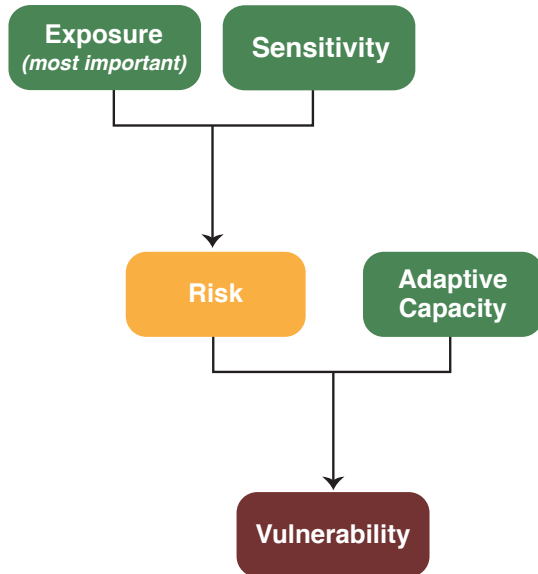 Exposure
(most important)
Sensitivity
Risk
Adaptive
Capacity
Vulnerability